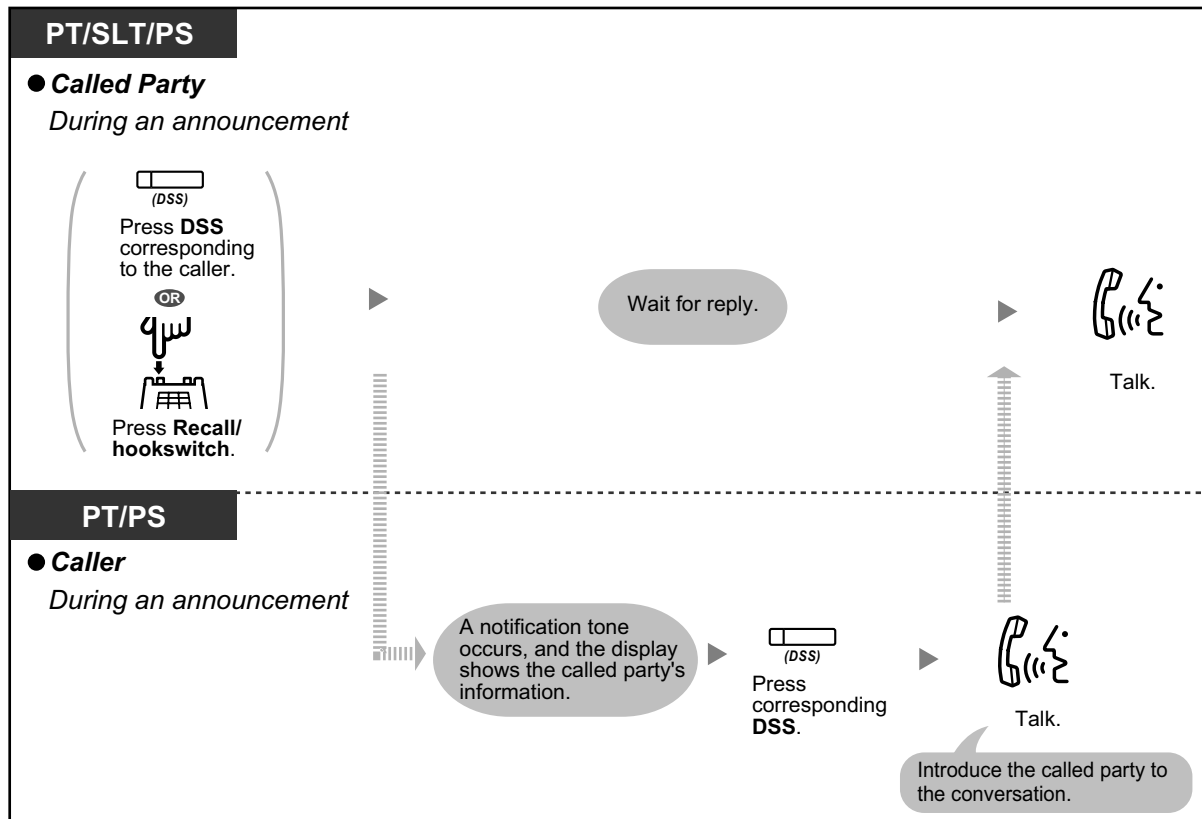 PT/SLT/PS
● Called Party
During an announcement
(DSS)
Press DSS
corresponding
to the caller.
OR
Press Recall/
hookswitch.
Wait for reply.
Talk.
PT/PS
● Caller
During an announcement
A notification tone
occurs, and the display
shows the called party's
information.
(DSS)
Press
corresponding
DSS.
Talk.
Introduce the called party to
the conversation.